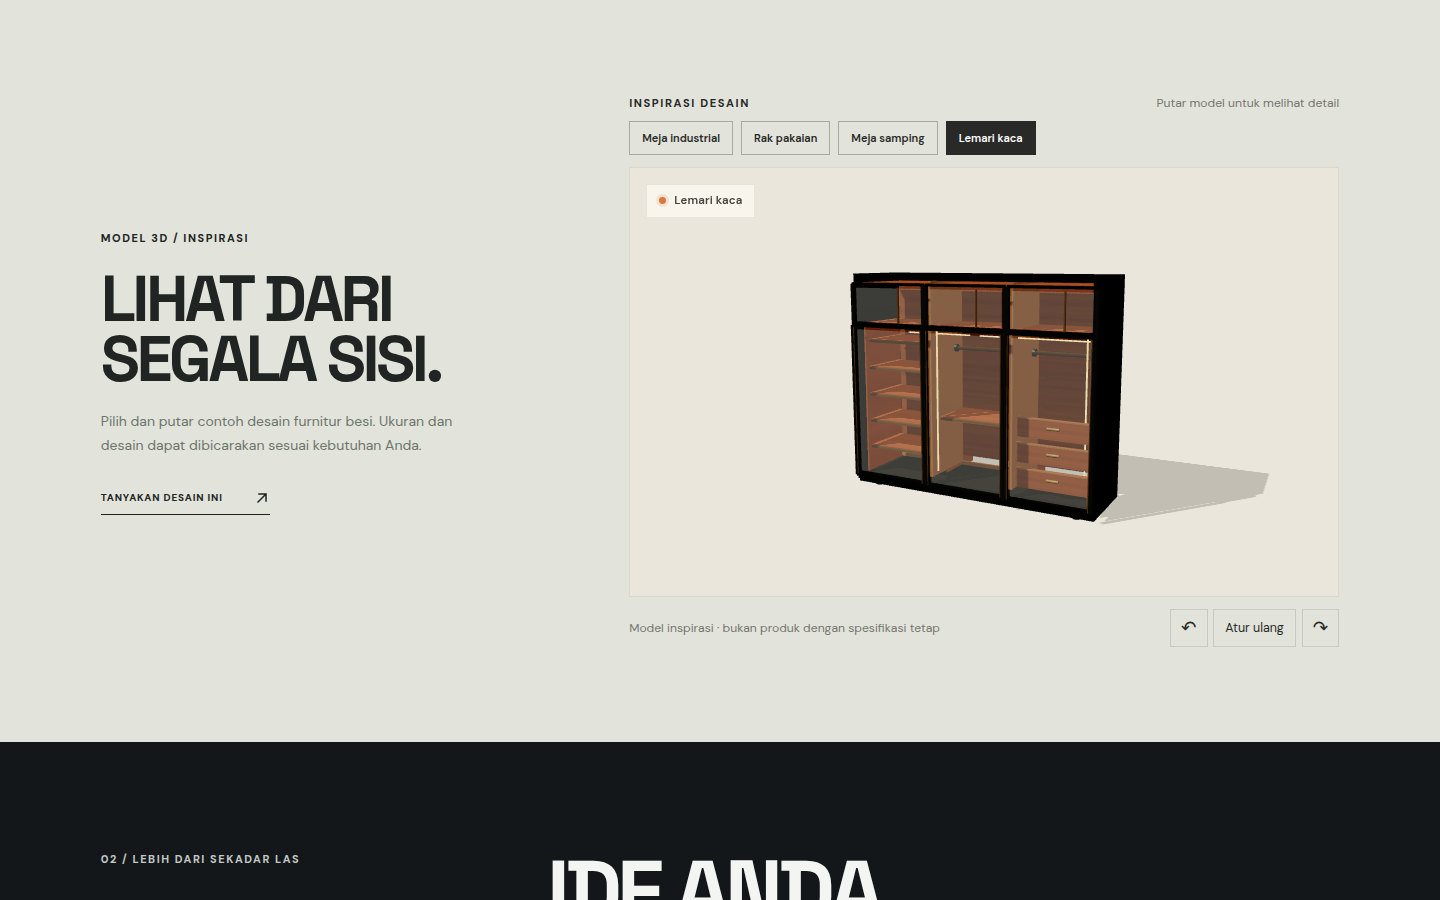 INSPIRASI DESAIN
Putar model untuk melihat detail
Meja industrial
Rak pakaian
Meja samping
Lemari kaca
Lemari kaca
MODEL 3D / INSPIRASI
LIHAT DARI
SEGALA SISI.
Pilih dan putar contoh desain furnitur besi. Ukuran dan
desain dapat dibicarakan sesuai kebutuhan Anda.
TANYAKAN DESAIN INI
Model inspirasi · bukan produk dengan spesifikasi tetap
Atur ulang
02 / LEBIH DARI SEKADAR LAS
IDE ANDA